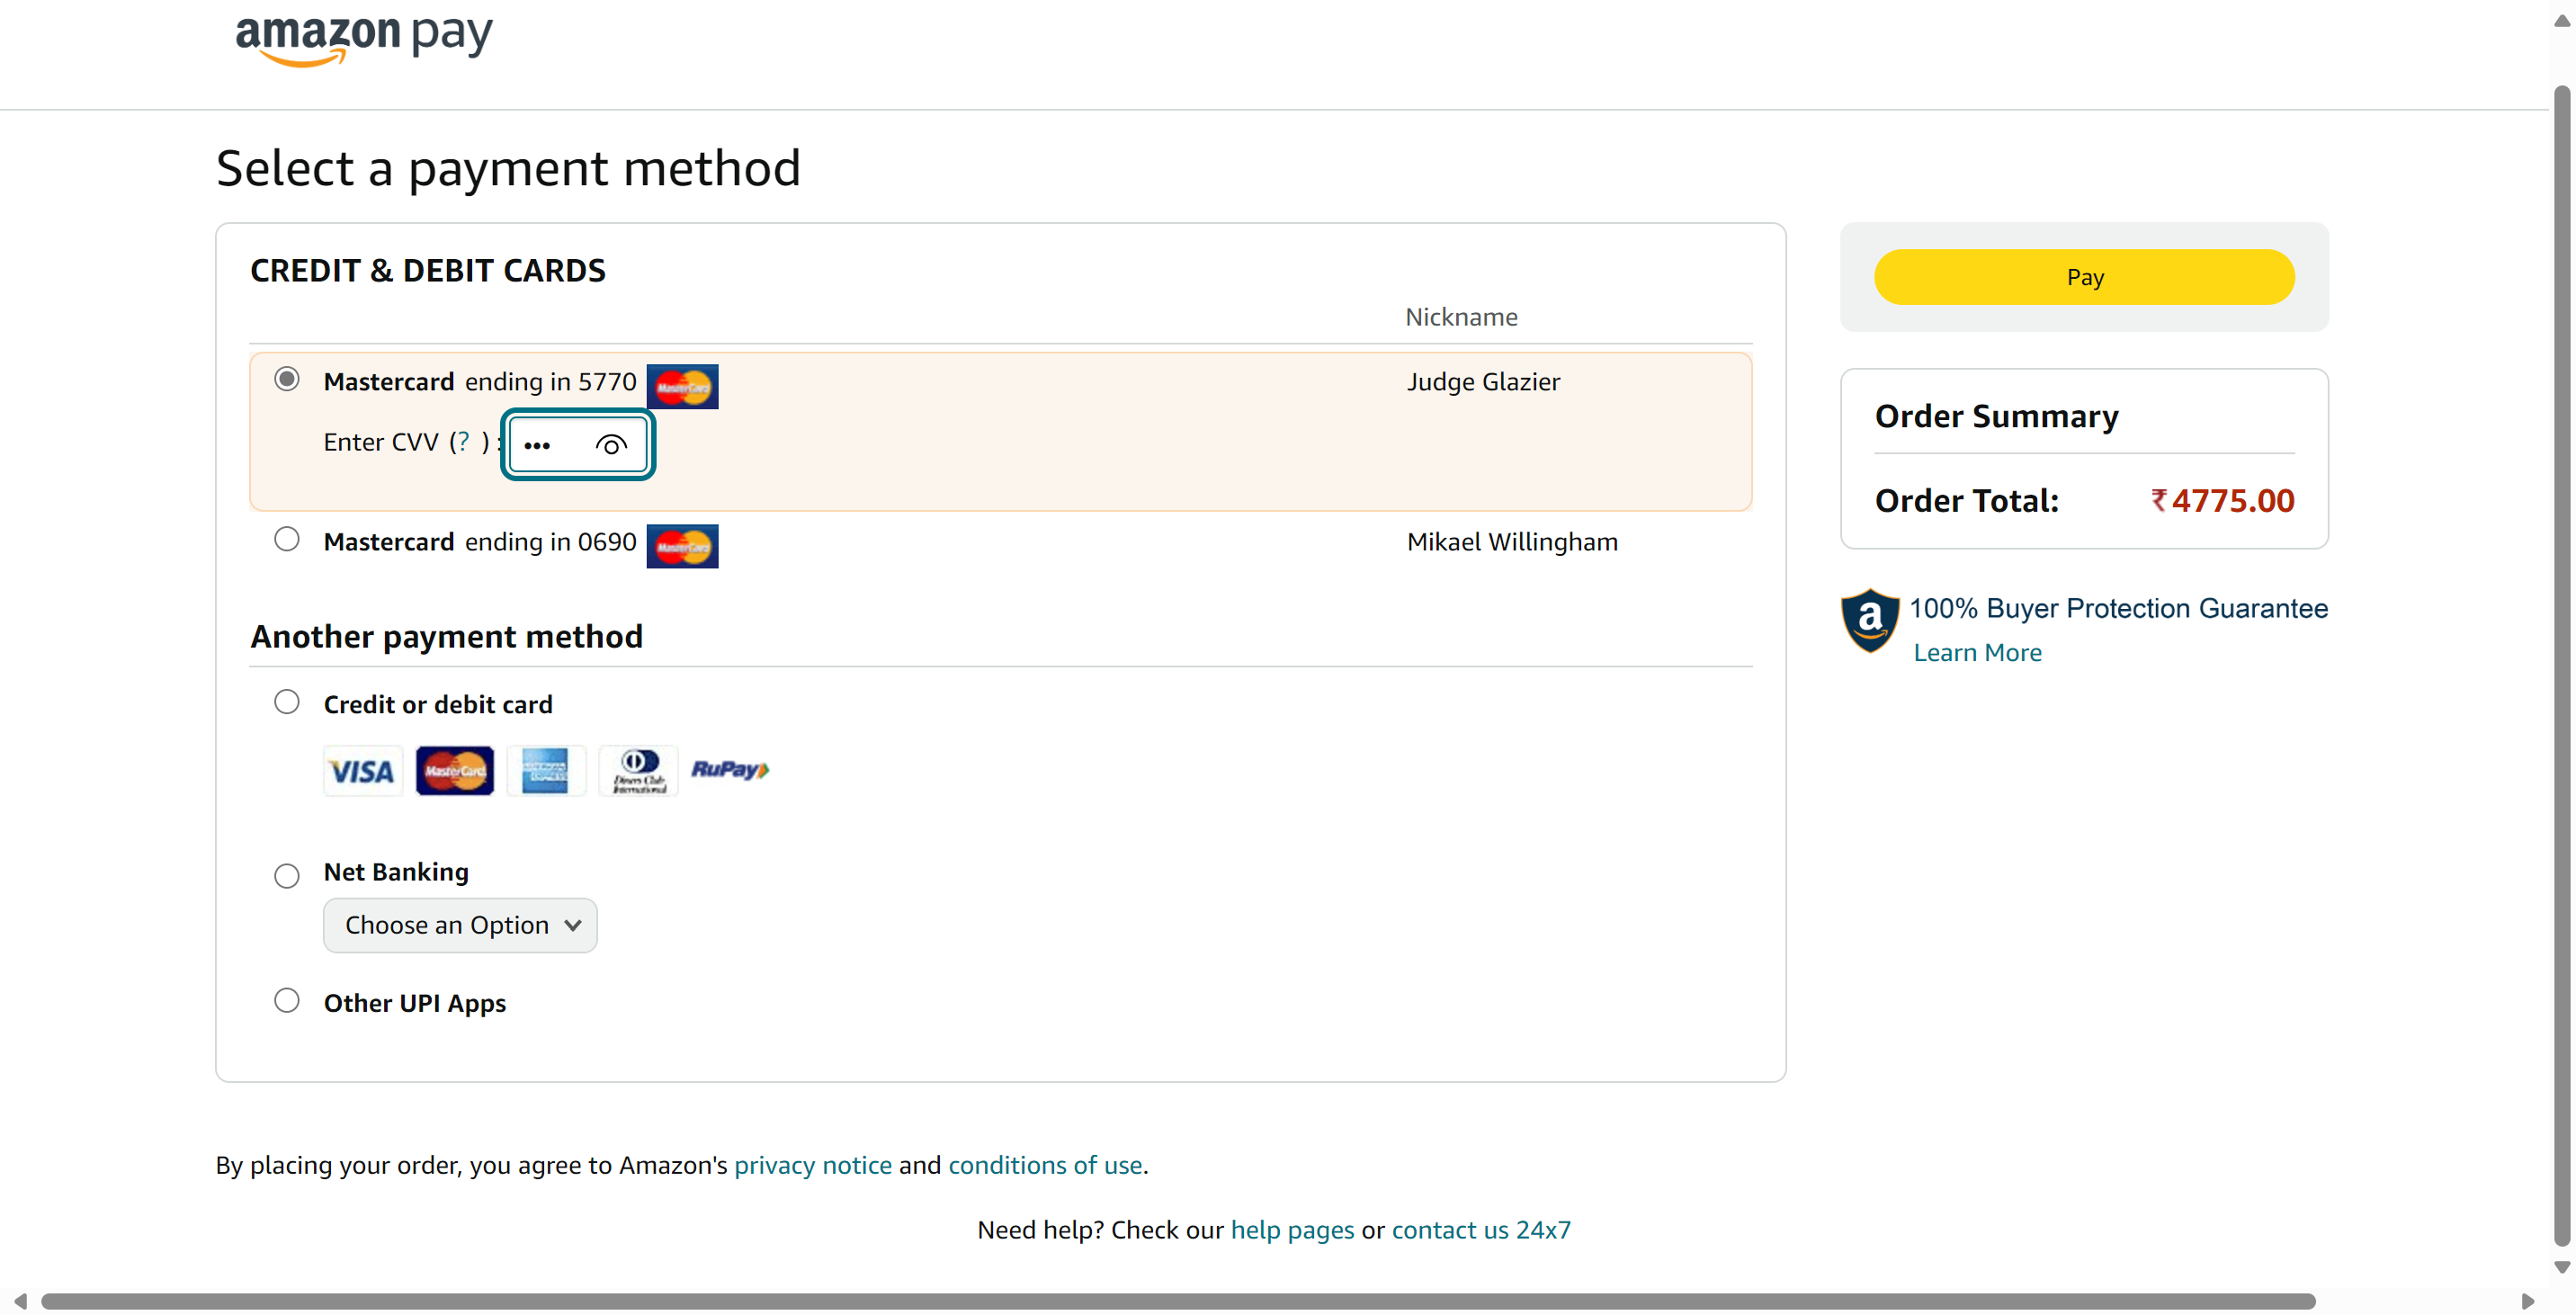 amazon pay
Select a payment method
CREDIT & DEBIT CARDS
Nickname
Mastercard ending in 5770 MasterCard Judge Glazier
Enter CVV (? ) : •••
Mastercard ending in 0690 MasterCard Mikael Willingham
Another payment method
Credit or debit card
VISA MasterCard AMERICAN EXPRESS Diners Club International RuPay
Net Banking
Choose an Option
Other UPI Apps
Pay
Order Summary
Order Total: ₹4775.00
a 100% Buyer Protection Guarantee
Learn More
By placing your order, you agree to Amazon's privacy notice and conditions of use.
Need help? Check our help pages or contact us 24x7